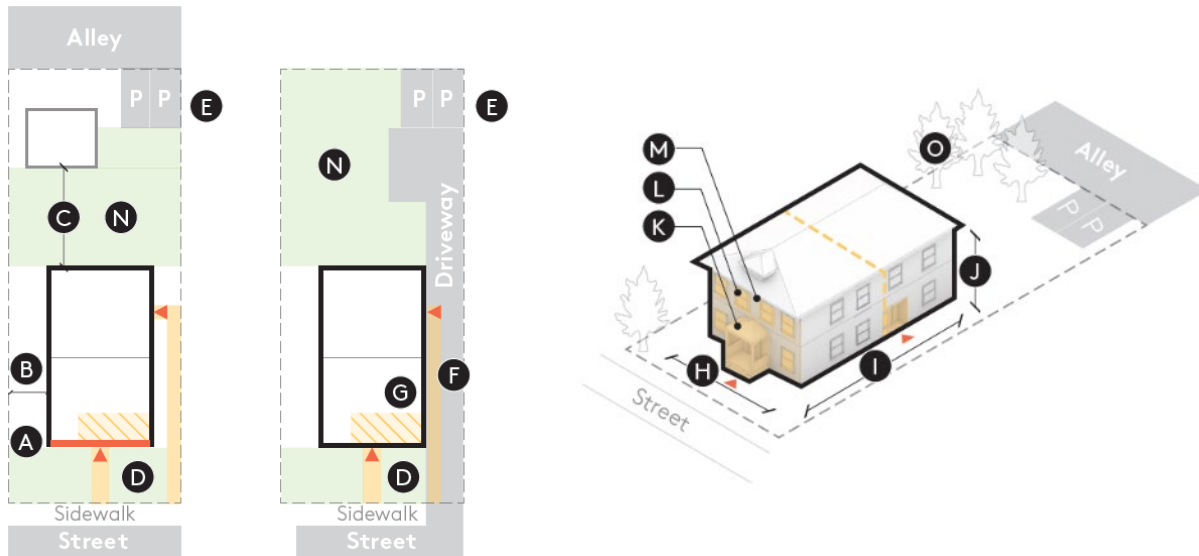 Alley
P P
E
C
N
B
A
G
D
Sidewalk
Street
P P
E
N
Driveway
F
D
Sidewalk
Street
M
L
K
O
Alley
P P
J
H
I
Street